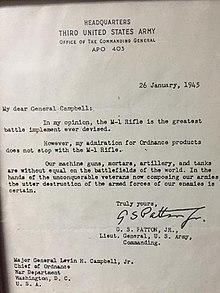 HEADQUARTERS
THIRD UNITED STATES ARMY
OFFICE OF THE COMMANDING GENERAL
APO 403
26 January, 1945
My dear General Campbell:
In my opinion, the M-1 Rifle is the greatest
battle implement ever devised.
However, my admiration for Ordnance products
does not stop with the M-1 Rifle.
Our machine guns, mortars, artillery, and tanks
are without equal on the battlefields of the world. In the
hands of the unconquerable veterans now composing our armies
the utter destruction of the armed forces of our enemies is
certain.
Truly yours,
G S Patton Jr.
G. S. PATTON, JR.,
Lieut. General, U. S. Army,
Commanding.
Major General Levin H. Campbell, Jr.
Chief of Ordnance
War Department
Washington, D. C.
U. S. A.